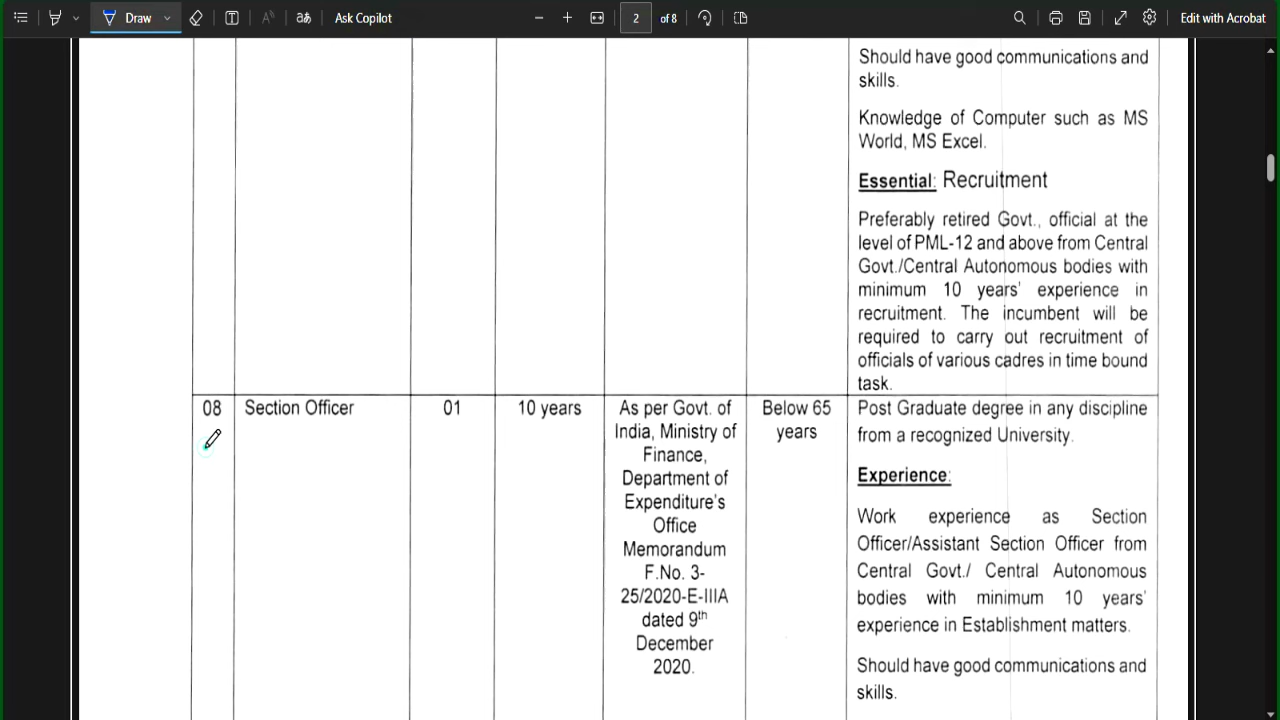 Draw
Ask Copilot
2 of 8
Edit with Acrobat
Should have good communications and
skills.
Knowledge of Computer such as MS
World, MS Excel.
Essential: Recruitment
Preferably retired Govt., official at the
level of PML-12 and above from Central
Govt./Central Autonomous bodies with
minimum 10 years' experience in
recruitment. The incumbent will be
required to carry out recruitment of
officials of various cadres in time bound
task.
08
Section Officer
01
10 years
As per Govt. of
India, Ministry of
Finance,
Department of
Expenditure's
Office
Memorandum
F.No. 3-
25/2020-E-IIIA
dated 9th
December
2020.
Below 65
years
Post Graduate degree in any discipline
from a recognized University.
Experience:
Work experience as Section
Officer/Assistant Section Officer from
Central Govt./ Central Autonomous
bodies with minimum 10 years'
experience in Establishment matters.
Should have good communications and
skills.